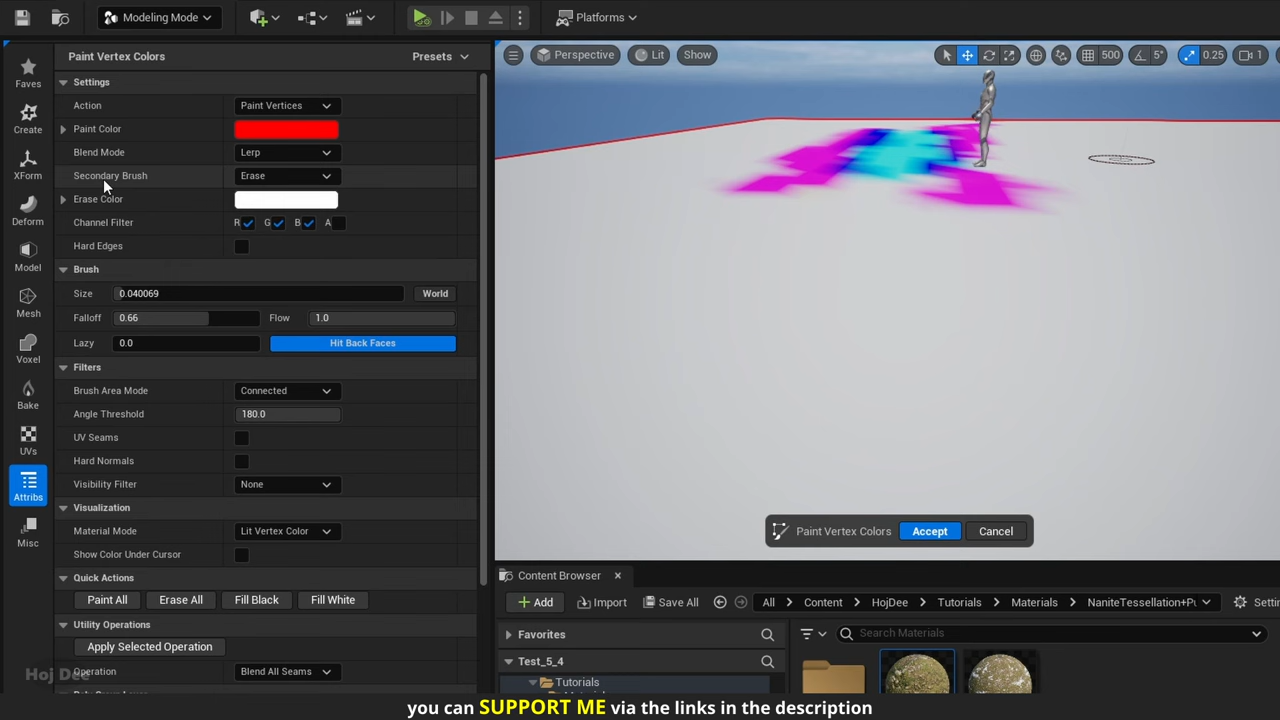 Modeling Mode
Platforms
Paint Vertex Colors
Presets
Faves
Create
XForm
Deform
Model
Mesh
Voxel
Bake
UVs
Attribs
Misc
Settings
Action Paint Vertices
Paint Color
Blend Mode Lerp
Secondary Brush Erase
Erase Color
Channel Filter R G B A
Hard Edges
Brush
Size 0.040069 World
Falloff 0.66 Flow 1.0
Lazy 0.0 Hit Back Faces
Filters
Brush Area Mode Connected
Angle Threshold 180.0
UV Seams
Hard Normals
Visibility Filter None
Visualization
Material Mode Lit Vertex Color
Show Color Under Cursor
Quick Actions
Paint All Erase All Fill Black Fill White
Utility Operations
Apply Selected Operation
Operation Blend All Seams
Perspective Lit Show
500 5° 0.25 1
Paint Vertex Colors Accept Cancel
Content Browser
Add Import Save All All Content HojDee Tutorials Materials
Favorites
Search Materials
Test_5_4
Tutorials
you can SUPPORT ME via the links in the description